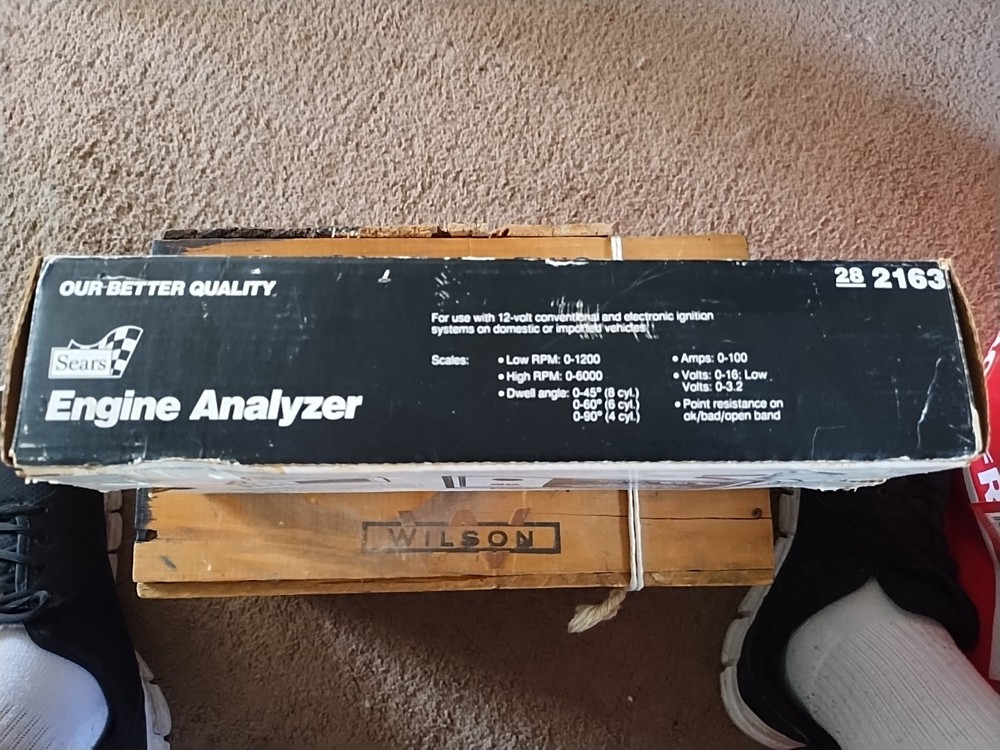 OUR BETTER QUALITY
28 2163
Sears
Engine Analyzer
For use with 12-volt conventional and electronic ignition
systems on domestic or imported vehicles.
Scales:
• Low RPM: 0-1200
• High RPM: 0-6000
• Dwell angle: 0-45° (8 cyl.)
0-60° (6 cyl.)
0-90° (4 cyl.)
• Amps: 0-100
• Volts: 0-16; Low
Volts: 0-3.2
• Point resistance on
ok/bad/open band
WILSON